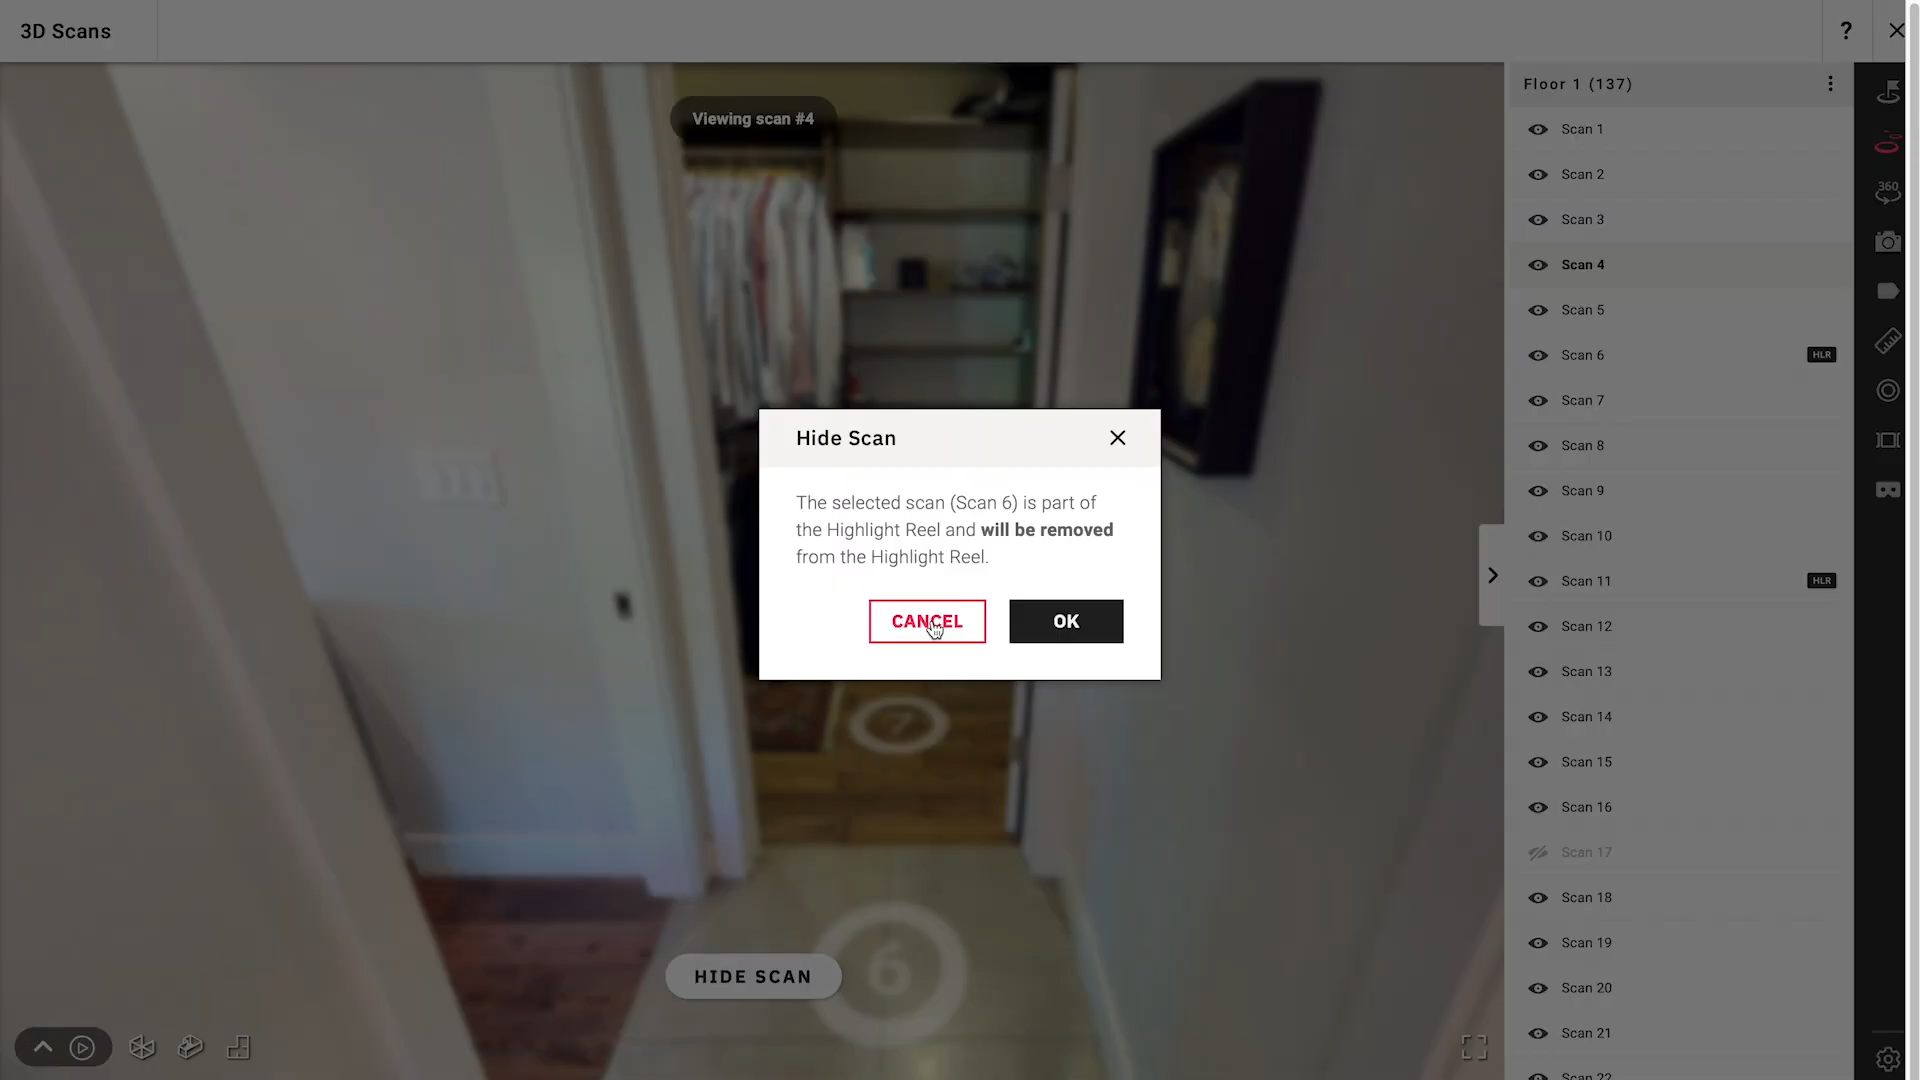 3D Scans
?
Viewing scan #4
Floor 1 (137)
Scan 1
Scan 2
Scan 3
Scan 4
Scan 5
Scan 6 HLR
Scan 7
Scan 8
Scan 9
Scan 10
Scan 11 HLR
Scan 12
Scan 13
Scan 14
Scan 15
Scan 16
Scan 17
Scan 18
Scan 19
Scan 20
Scan 21
Scan 22
360
Hide Scan
The selected scan (Scan 6) is part of
the Highlight Reel and will be removed
from the Highlight Reel.
CANCEL OK
7
6
HIDE SCAN